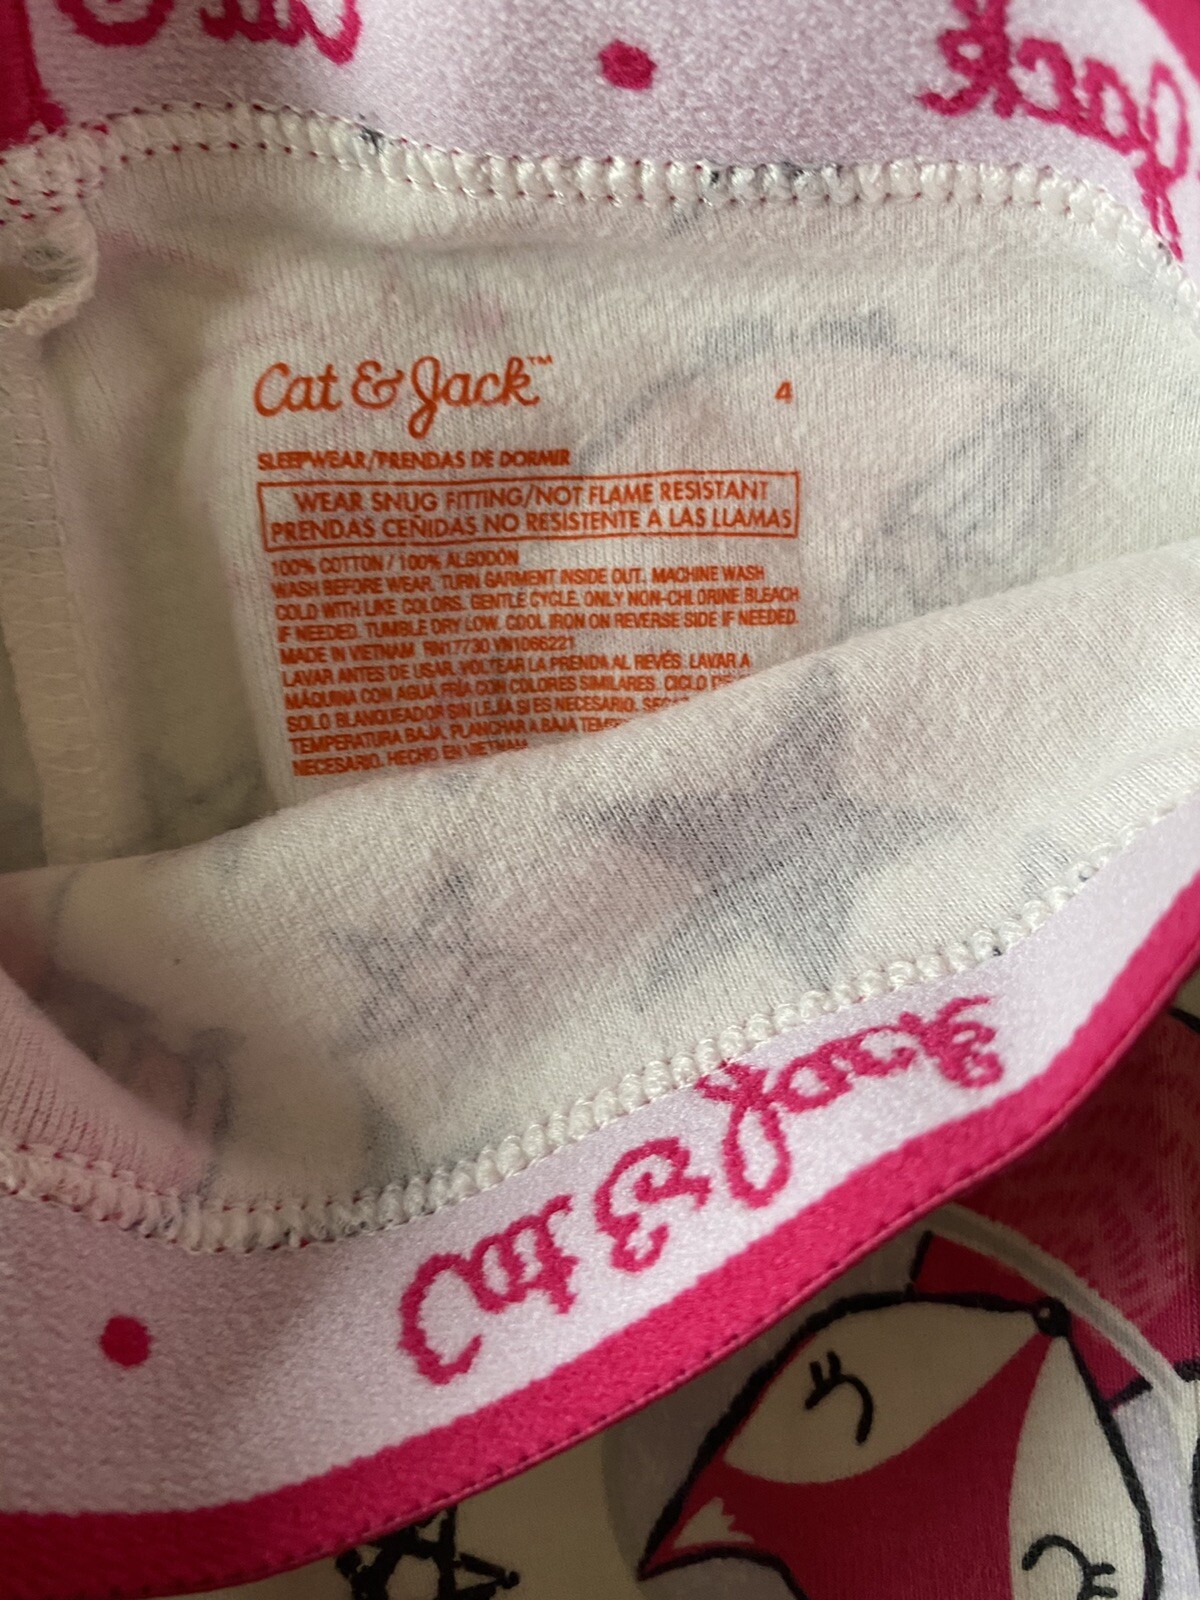 Cat & Jack
Cat & Jack™
4
SLEEPWEAR/PRENDAS DE DORMIR
WEAR SNUG FITTING/NOT FLAME RESISTANT
PRENDAS CEÑIDAS NO RESISTENTE A LAS LLAMAS
100% COTTON / 100% ALGODÓN
WASH BEFORE WEAR. TURN GARMENT INSIDE OUT. MACHINE WASH
COLD WITH LIKE COLORS. GENTLE CYCLE. ONLY NON-CHLORINE BLEACH
IF NEEDED. TUMBLE DRY LOW. COOL IRON ON REVERSE SIDE IF NEEDED.
MADE IN VIETNAM RN17730 VN1066221
LAVAR ANTES DE USAR. VOLTEAR LA PRENDA AL REVÉS. LAVAR A
MÁQUINA CON AGUA FRÍA CON COLORES SIMILARES. CICLO
SOLO BLANQUEADOR SIN LEJÍA SI ES NECESARIO.
TEMPERATURA BAJA. PLANCHAR A BAJA
NECESARIO. HECHO EN VIETNAM
Cat & Jack